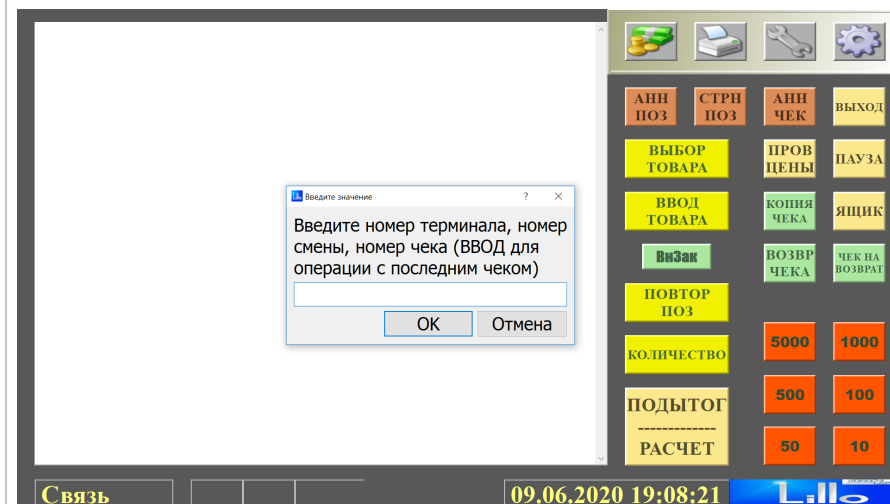 АНН
ПОЗ
СТРН
ПОЗ
АНН
ЧЕК
ВЫХОД
ВЫБОР
ТОВАРА
ПРОВ
ЦЕНЫ
ПАУЗА
Введите значение
?
Введите номер терминала, номер
смены, номер чека (ВВОД для
операции с последним чеком)
OK
Отмена
ВВОД
ТОВАРА
КОПИЯ
ЧЕКА
ЯЩИК
ВнЗак
ВОЗВР
ЧЕКА
ЧЕК НА
ВОЗВРАТ
ПОВТОР
ПОЗ
КОЛИЧЕСТВО
5000
1000
ПОДЫТОГ
-------------
РАСЧЕТ
500
100
50
10
Связь
09.06.2020 19:08:21
Lillo